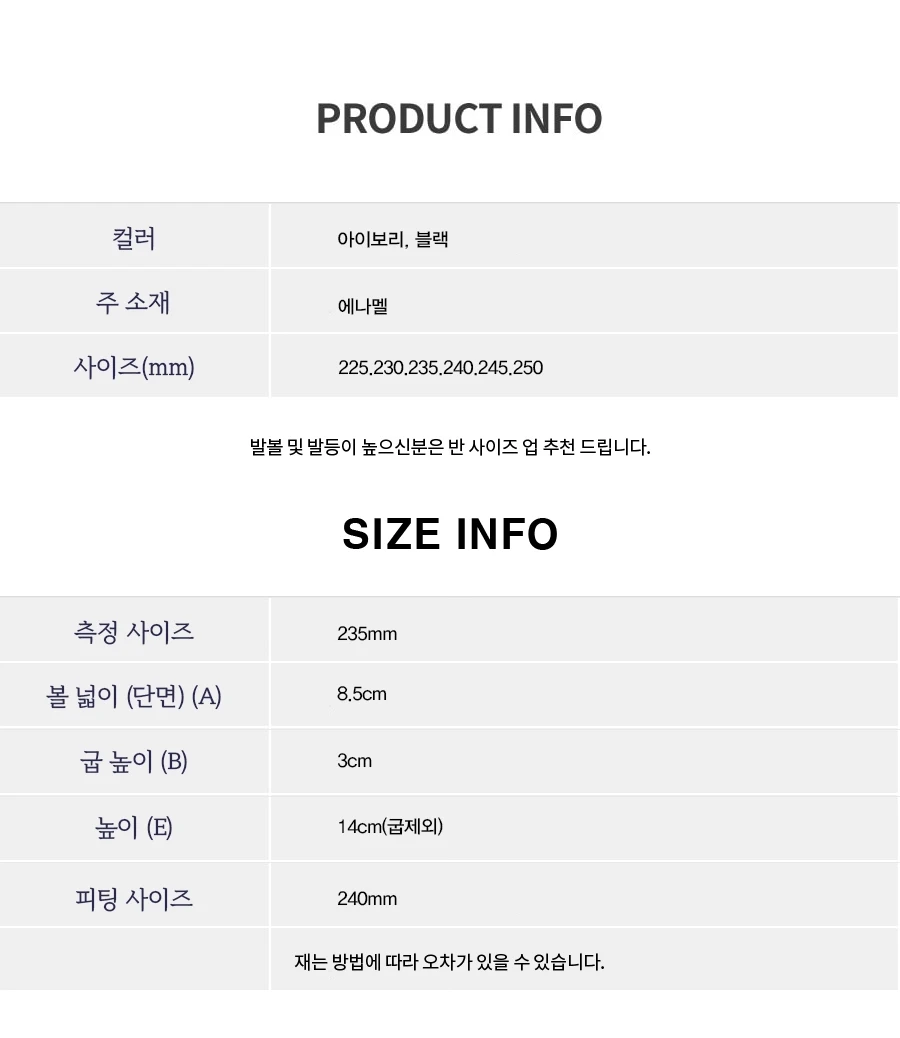 PRODUCT INFO
컬러 아이보리, 블랙
주 소재 에나멜
사이즈(mm) 225.230.235.240.245.250
발볼 및 발등이 높으신분은 반 사이즈 업 추천 드립니다.
SIZE INFO
측정 사이즈 235mm
볼 넓이 (단면) (A) 8.5cm
굽 높이 (B) 3cm
높이 (E) 14cm(굽제외)
피팅 사이즈 240mm
재는 방법에 따라 오차가 있을 수 있습니다.